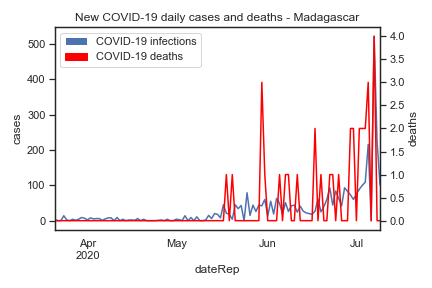 New COVID-19 daily cases and deaths - Madagascar
COVID-19 infections
COVID-19 deaths
500
400
300
200
100
0
cases
4.0
3.5
3.0
2.5
2.0
1.5
1.0
0.5
0.0
deaths
Apr
2020
May
Jun
Jul
dateRep